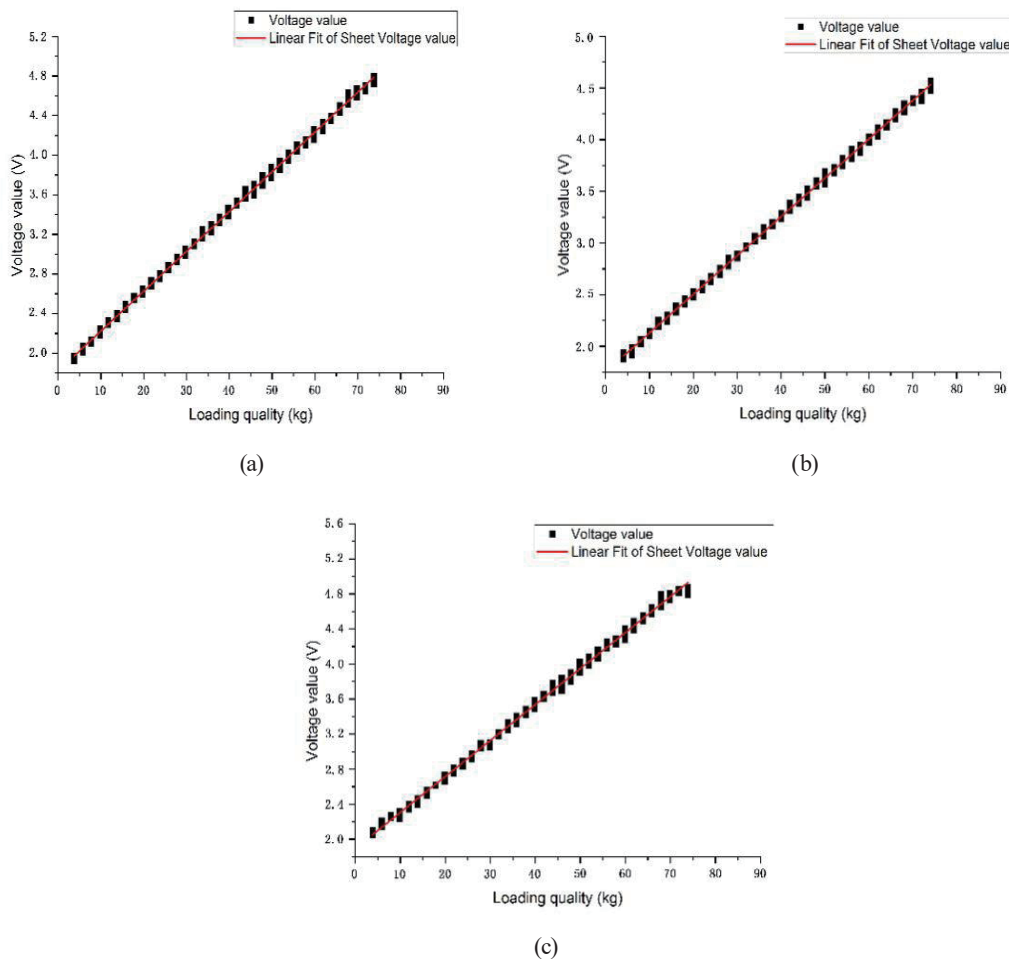 Voltage value
Linear Fit of Sheet Voltage value
5.2
4.8
4.4
4.0
3.6
3.2
2.8
2.4
2.0
Voltage value (V)
0 10 20 30 40 50 60 70 80 90
Loading quality (kg)
(a)
Voltage value
Linear Fit of Sheet Voltage value
5.0
4.5
4.0
3.5
3.0
2.5
2.0
Voltage value (V)
0 10 20 30 40 50 60 70 80 90
Loading quality (kg)
(b)
Voltage value
Linear Fit of Sheet Voltage value
5.6
5.2
4.8
4.4
4.0
3.6
3.2
2.8
2.4
2.0
Voltage value (V)
0 10 20 30 40 50 60 70 80 90
Loading quality (kg)
(c)